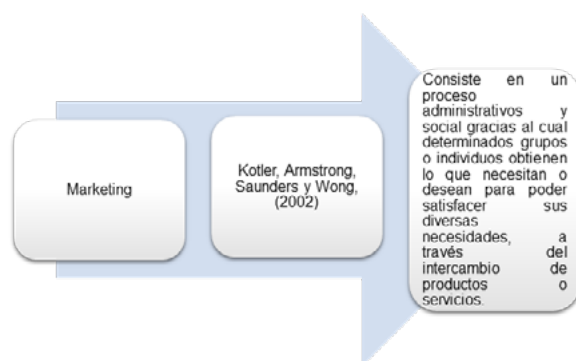 Marketing
Kotler, Armstrong,
Saunders y Wong,
(2002)
Consiste en un
proceso
administrativos y
social gracias al cual
determinados grupos
o individuos obtienen
lo que necesitan o
desean para poder
satisfacer sus
diversas
necesidades, a
través del
intercambio de
productos o
servicios.